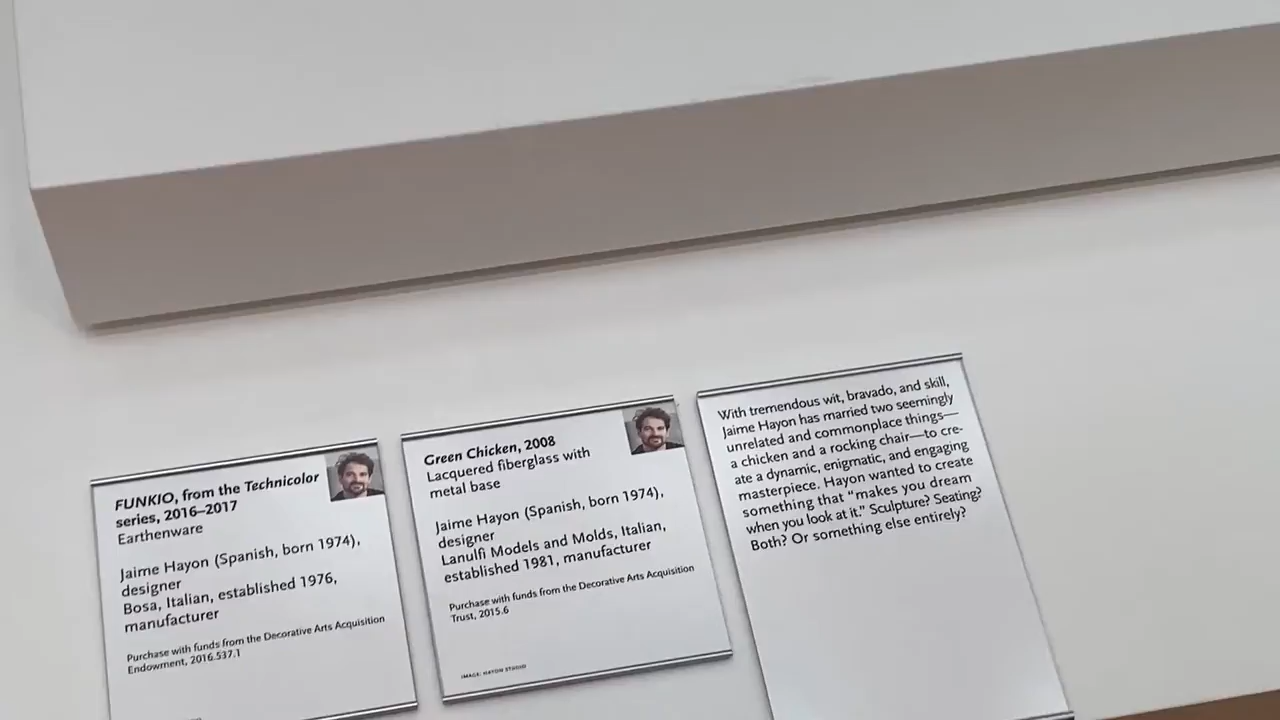 FUNKIO, from the Technicolor
series, 2016–2017
Earthenware
Jaime Hayon (Spanish, born 1974),
designer
Bosa, Italian, established 1976,
manufacturer
Purchase with funds from the Decorative Arts Acquisition
Endowment, 2016.537.1
Green Chicken, 2008
Lacquered fiberglass with
metal base
Jaime Hayon (Spanish, born 1974),
designer
Lanulfi Models and Molds, Italian,
established 1981, manufacturer
Purchase with funds from the Decorative Arts Acquisition
Trust, 2015.6
IMAGE: HAYON STUDIO
With tremendous wit, bravado, and skill,
Jaime Hayon has married two seemingly
unrelated and commonplace things—
a chicken and a rocking chair—to cre-
ate a dynamic, enigmatic, and engaging
masterpiece. Hayon wanted to create
something that “makes you dream
when you look at it.” Sculpture? Seating?
Both? Or something else entirely?